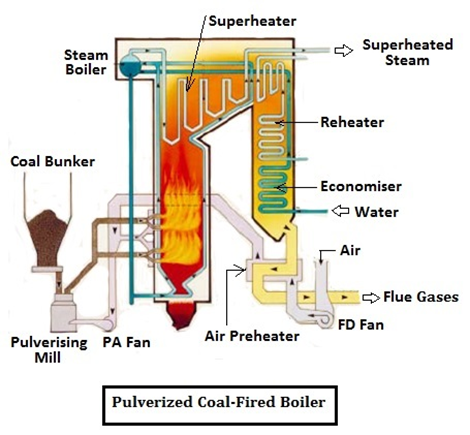 Superheater
Steam
Boiler
Superheated
Steam
Reheater
Coal Bunker
Economiser
Water
Air
Flue Gases
Air Preheater
FD Fan
Pulverising
Mill
PA Fan
Pulverized Coal-Fired Boiler